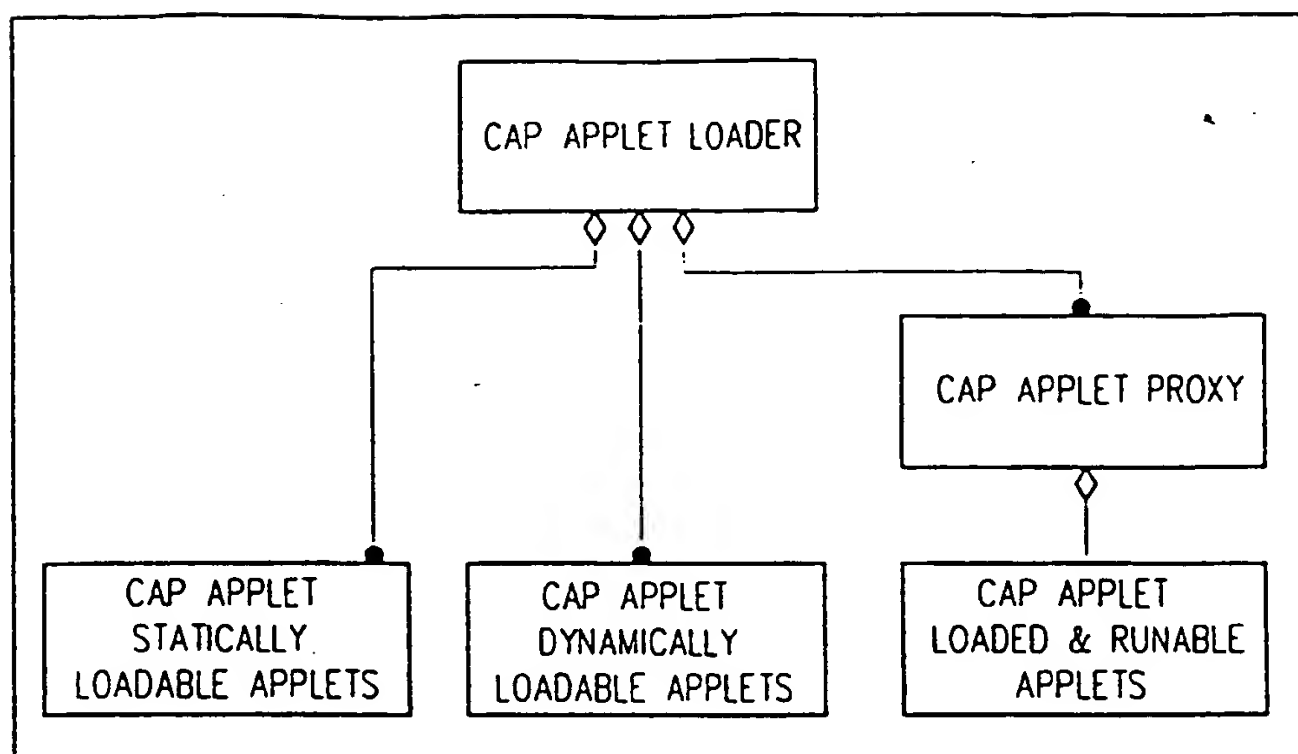 CAP APPLET LOADER
CAP APPLET PROXY
CAP APPLET
STATICALLY
LOADABLE APPLETS
CAP APPLET
DYNAMICALLY
LOADABLE APPLETS
CAP APPLET
LOADED & RUNABLE
APPLETS